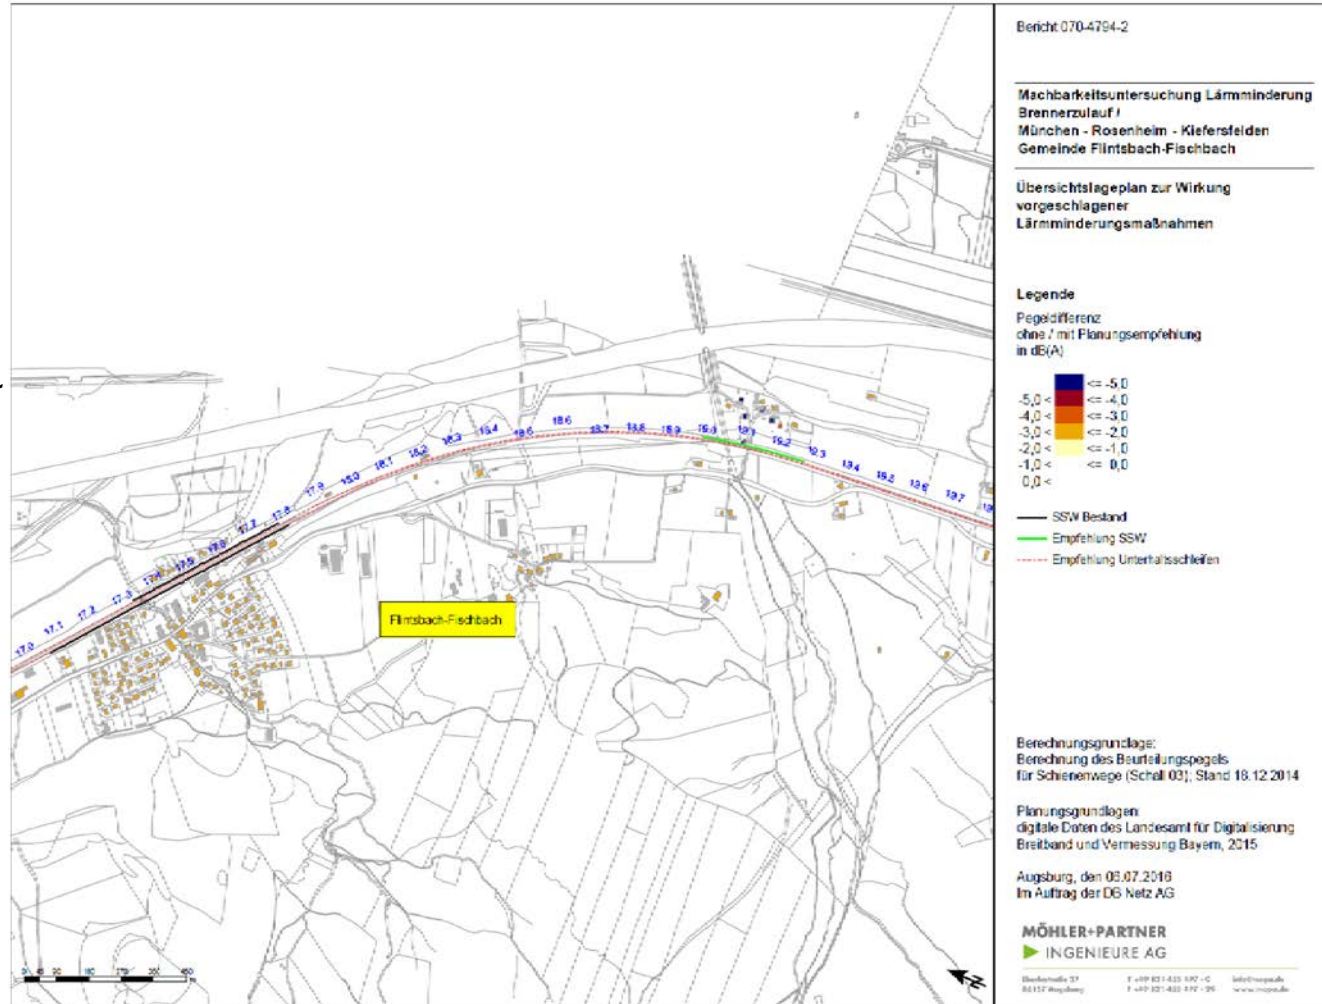 Bericht 070-4794-2
Machbarkeitsuntersuchung Lärmminderung
Brennerzulauf /
München - Rosenheim - Kiefersfelden
Gemeinde Flintsbach-Fischbach
Übersichtslageplan zur Wirkung
vorgeschlagener
Lärmminderungsmaßnahmen
Legende
Pegeldifferenz
ohne / mit Planungsempfehlung
in dB(A)
<= -5,0
-5,0 < <= -4,0
-4,0 < <= -3,0
-3,0 < <= -2,0
-2,0 < <= -1,0
-1,0 < <= 0,0
0,0 <
SSW Bestand
Empfehlung SSW
Empfehlung Unterhaltsschleifen
17.0 17.1 17.2 17.3 17.4 17.5 17.6 17.7 17.8 17.9 18.0 18.1 18.2 18.3 18.4 18.5 18.6 18.7 18.8 18.9 19.0 19.1 19.2 19.3 19.4 19.5 19.6 19.7
Flintsbach-Fischbach
Berechnungsgrundlage:
Berechnung des Beurteilungspegels
für Schienenwege (Schall 03); Stand 18.12.2014
Planungsgrundlagen:
digitale Daten des Landesamt für Digitalisierung
Breitband und Vermessung Bayern, 2015
Augsburg, den 06.07.2016
Im Auftrag der DB Netz AG
MÖHLER+PARTNER
INGENIEURE AG
0 45 90 180 270 360 450
N